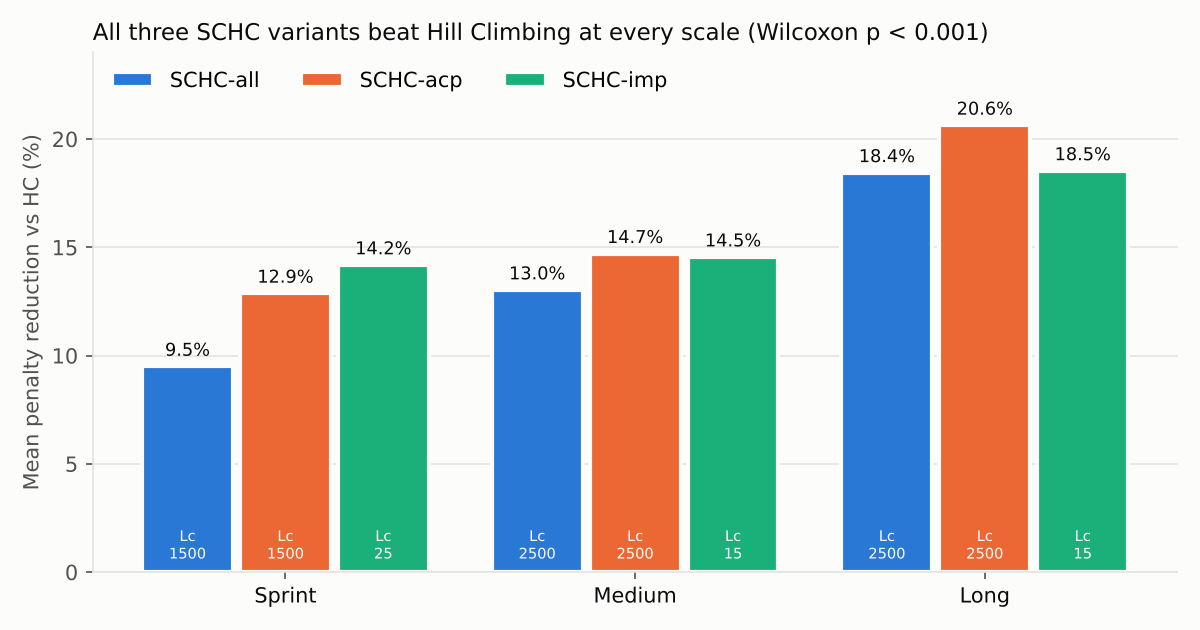 All three SCHC variants beat Hill Climbing at every scale (Wilcoxon p < 0.001)
SCHC-all SCHC-acp SCHC-imp
Mean penalty reduction vs HC (%)
20
15
10
5
0
9.5%
12.9%
14.2%
13.0%
14.7%
14.5%
18.4%
20.6%
18.5%
Lc
1500
Lc
1500
Lc
25
Lc
2500
Lc
2500
Lc
15
Lc
2500
Lc
2500
Lc
15
Sprint Medium Long